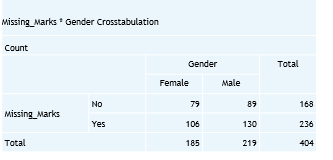 Missing_Marks * Gender Crosstabulation
Count
Gender Total
Female Male
Missing_Marks No 79 89 168
Yes 106 130 236
Total 185 219 404